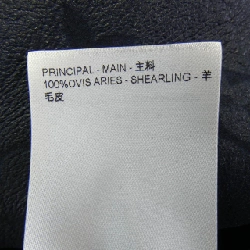 PRINCIPAL - MAIN - 主料
100%OVIS ARIES - SHEARLING - 羊
毛皮